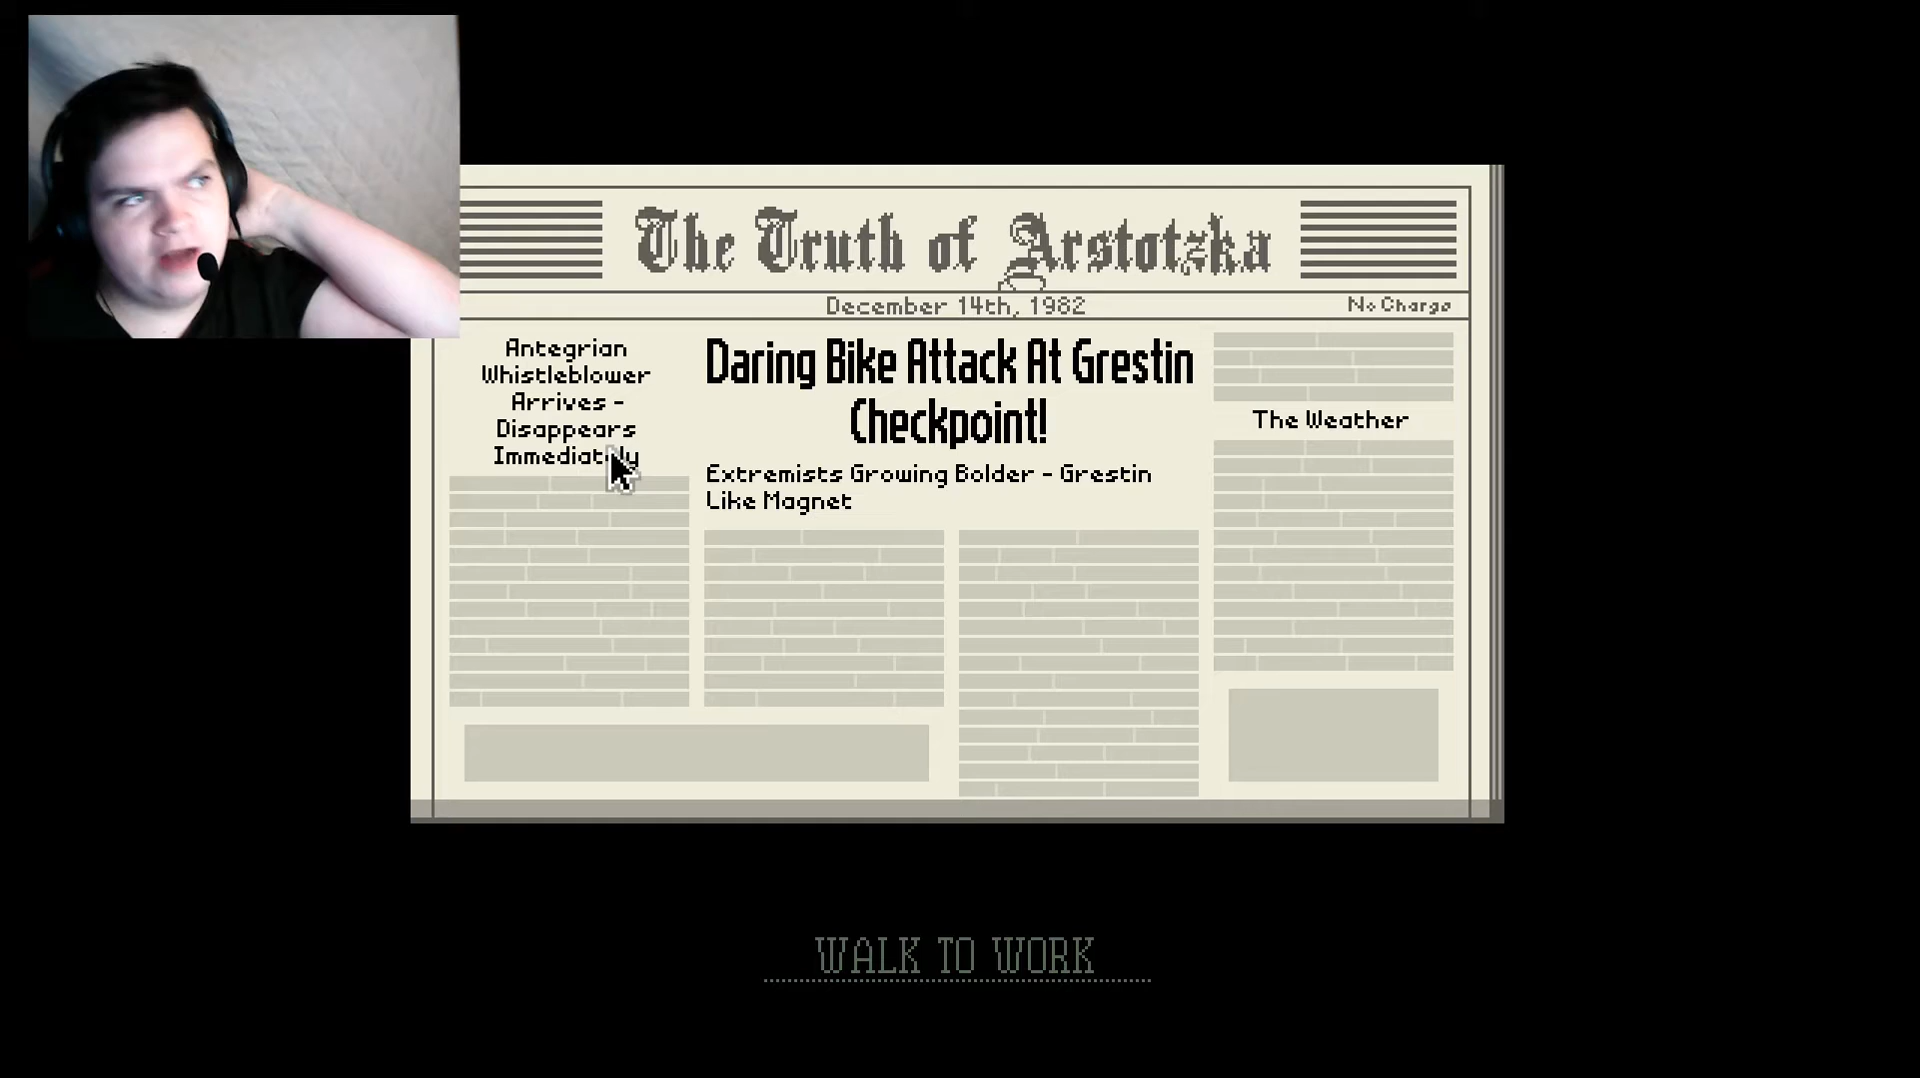 The Truth of Arstotzka
December 14th, 1982
No Charge
Antegrian
Whistleblower
Arrives -
Disappears
Immediately
Daring Bike Attack At Grestin
Checkpoint!
Extremists Growing Bolder - Grestin
Like Magnet
The Weather
WALK TO WORK